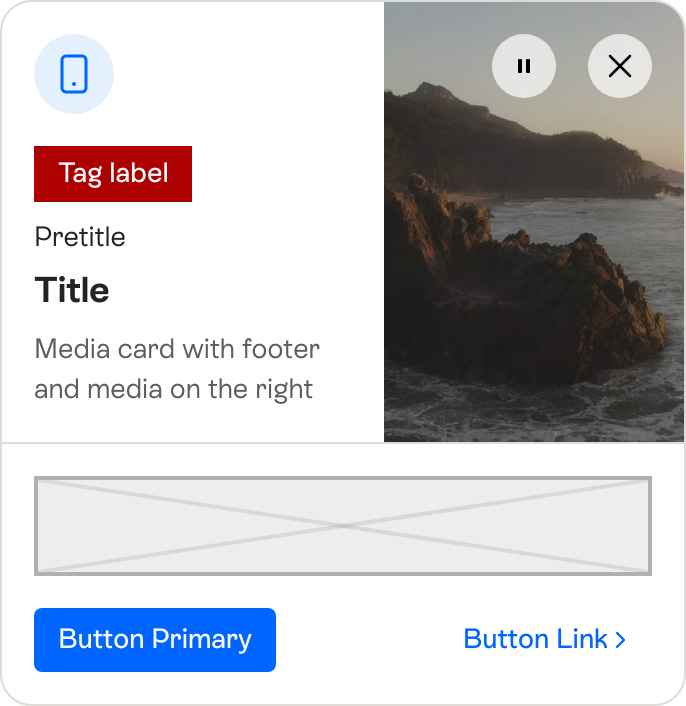 Tag label
Pretitle
Title
Media card with footer
and media on the right
Button Primary
Button Link